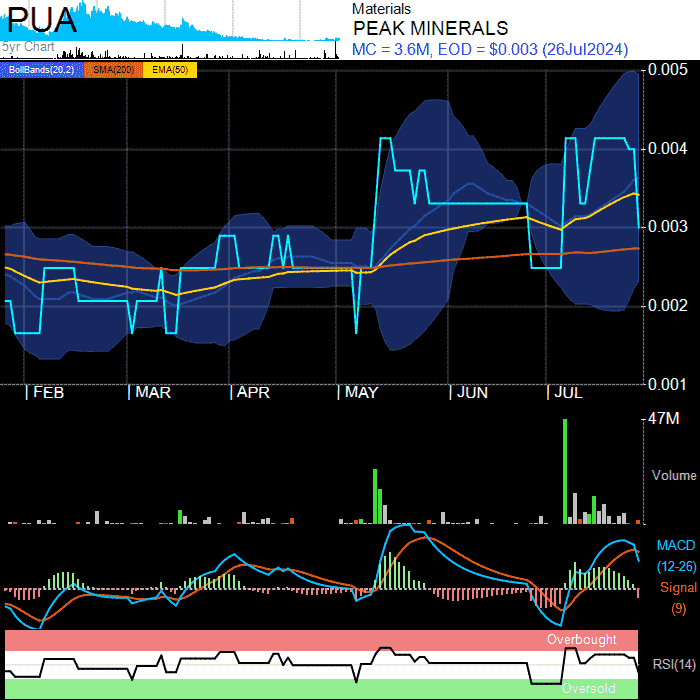 PUA
5yr Chart
Materials
PEAK MINERALS
MC = 3.6M, EOD = $0.003 (26Jul2024)
BollBands(20,2) SMA(200) EMA(50)
0.005
0.004
0.003
0.002
0.001
FEB MAR APR MAY JUN JUL
47M
Volume
MACD
(12-26)
Signal
(9)
Overbought
RSI(14)
Oversold